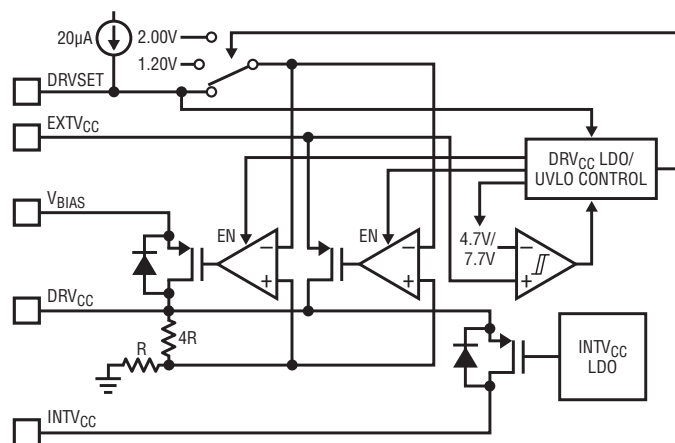 20μA
2.00V
1.20V
DRVSET
EXTVCC
DRVCC LDO/
UVLO CONTROL
VBIAS
EN
−
+
EN
−
+
4.7V/
7.7V
−
+
DRVCC
4R
R
INTVCC
LDO
INTVCC